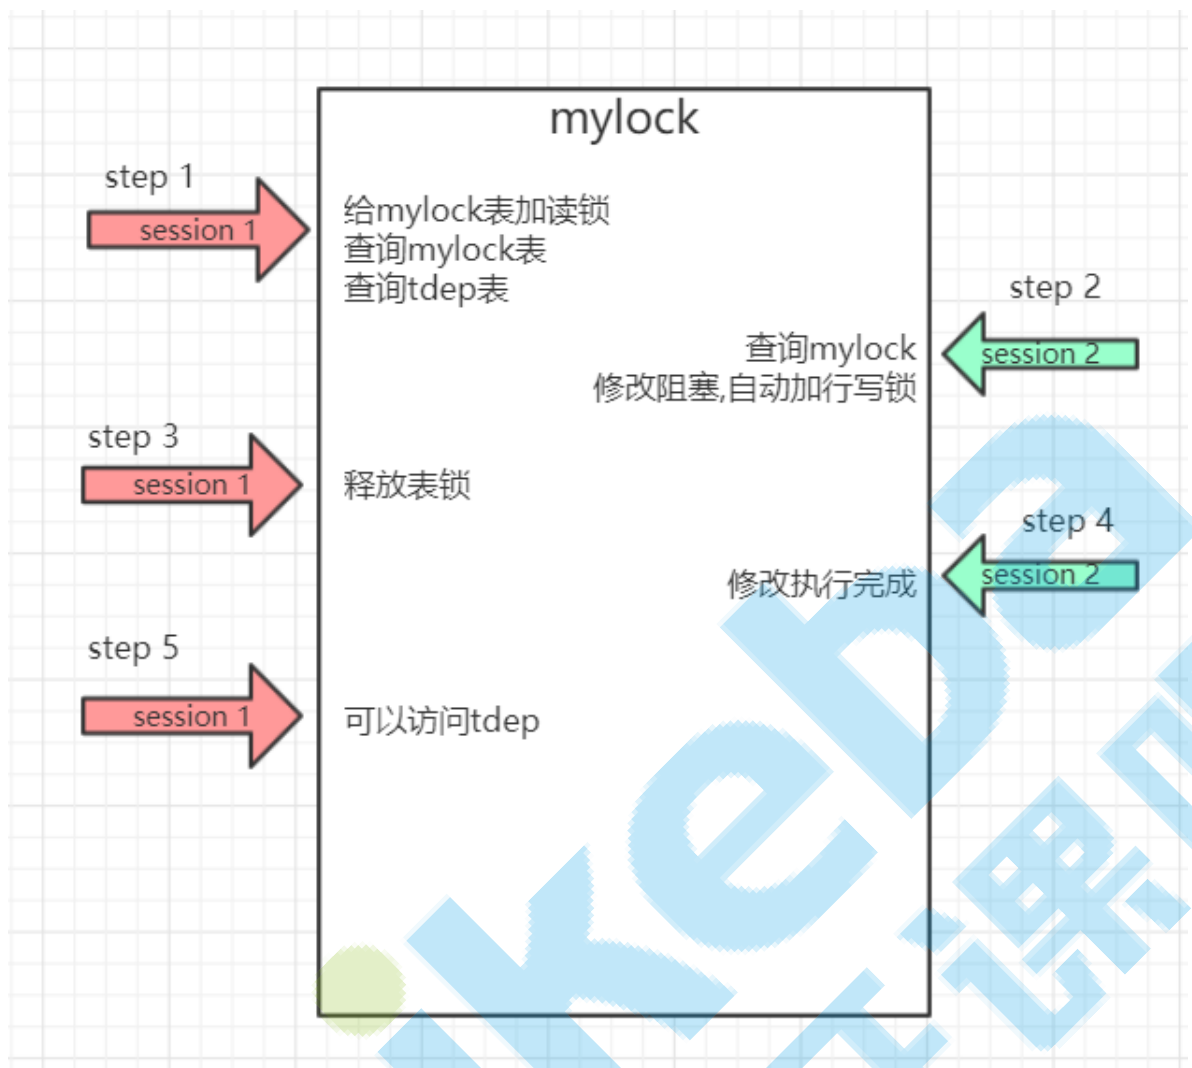 mylock
step 1
session 1
给mylock表加读锁
查询mylock表
查询tdep表
step 2
session 2
查询mylock
修改阻塞,自动加行写锁
step 3
session 1
释放表锁
step 4
session 2
修改执行完成
step 5
session 1
可以访问tdep
ikeba